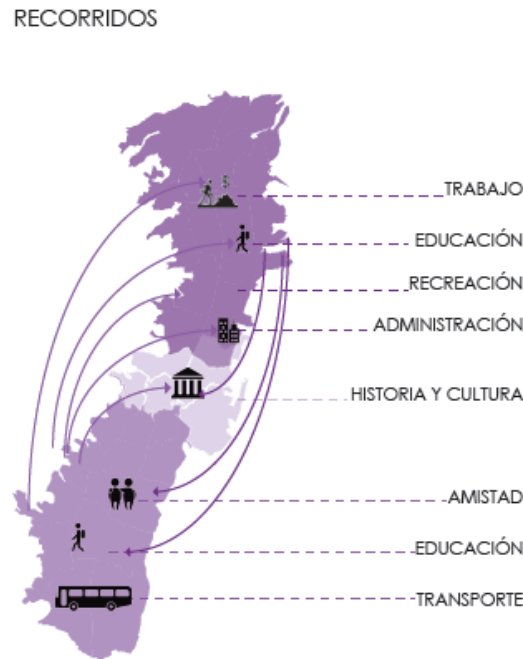 RECORRIDOS
TRABAJO
EDUCACIÓN
RECREACIÓN
ADMINISTRACIÓN
HISTORIA Y CULTURA
AMISTAD
EDUCACIÓN
TRANSPORTE